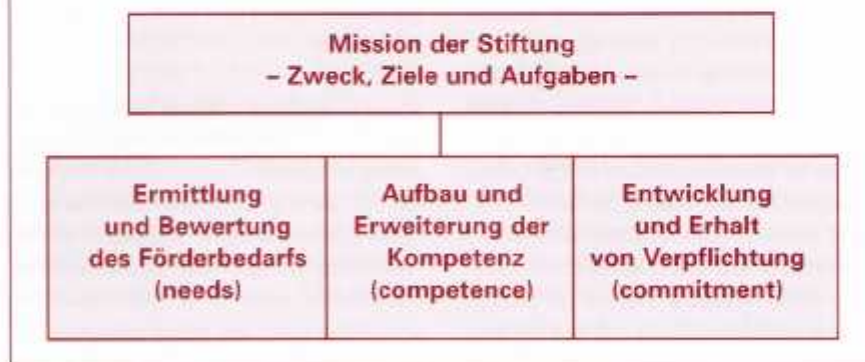 Mission der Stiftung
– Zweck, Ziele und Aufgaben –
Ermittlung
und Bewertung
des Förderbedarfs
(needs)
Aufbau und
Erweiterung der
Kompetenz
(competence)
Entwicklung
und Erhalt
von Verpflichtung
(commitment)